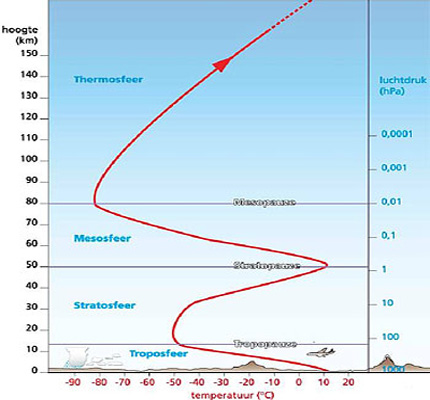 hoogte
(km)
150
140
130
120
110
100
90
80
70
60
50
40
30
20
10
0
Thermosfeer
Mesopauze
Mesosfeer
Stratopauze
Stratosfeer
Tropopauze
Troposfeer
luchtdruk
(hPa)
0,0001
0,001
0,01
0,1
1
10
100
1000
-90 -80 -70 -60 -50 -40 -30 -20 -10 0 10 20
temperatuur (°C)